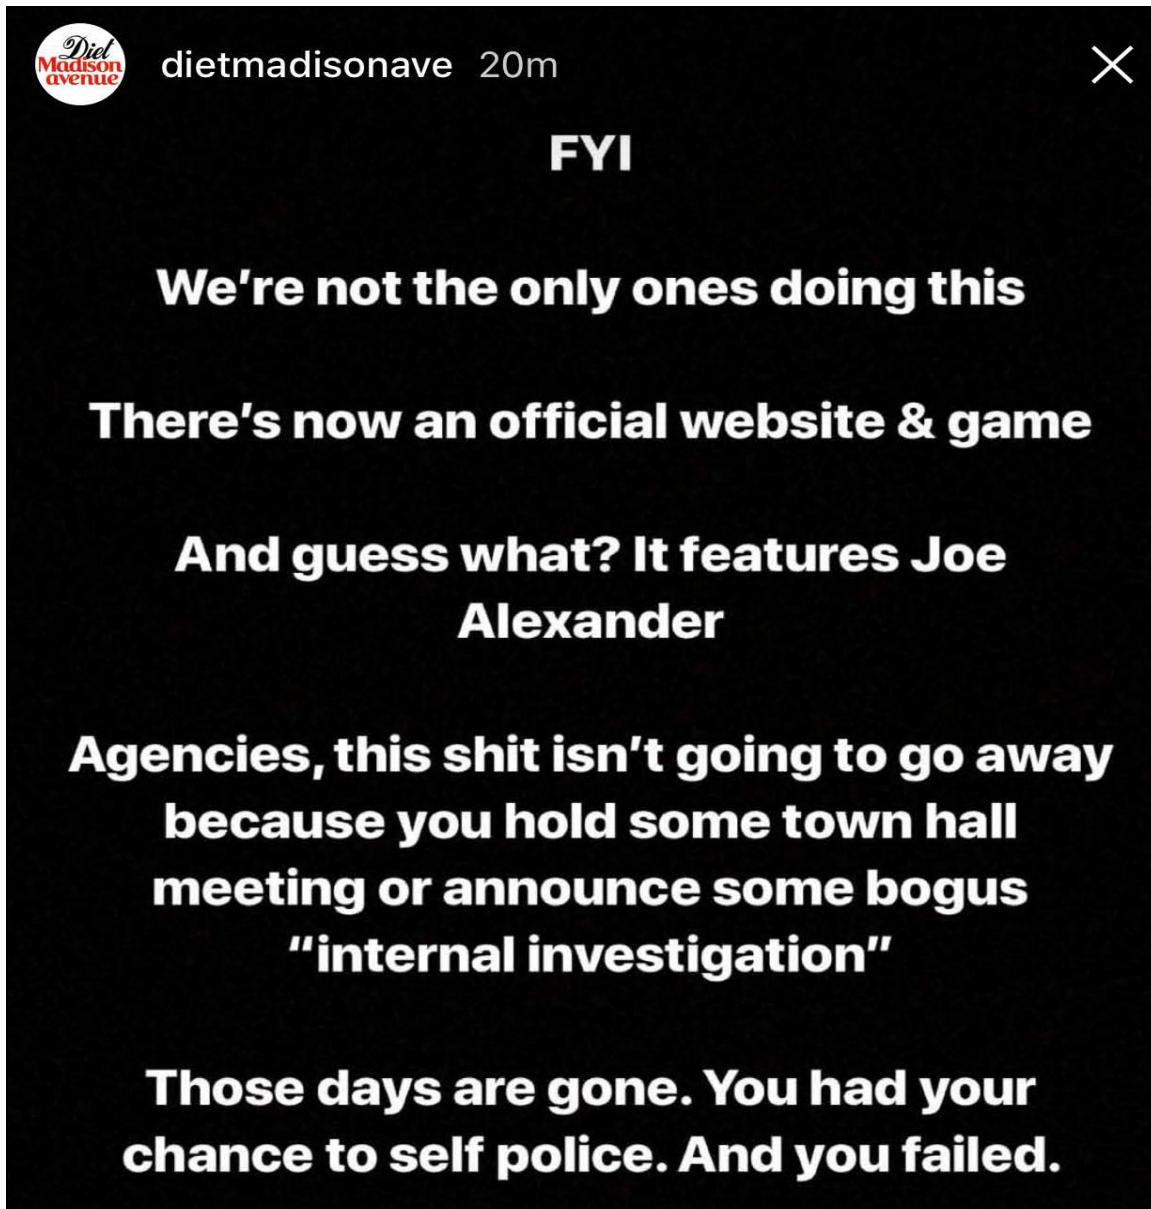 Diet
Madison
avenue
dietmadisonave 20m
FYI
We’re not the only ones doing this
There’s now an official website & game
And guess what? It features Joe
Alexander
Agencies, this shit isn’t going to go away
because you hold some town hall
meeting or announce some bogus
“internal investigation”
Those days are gone. You had your
chance to self police. And you failed.